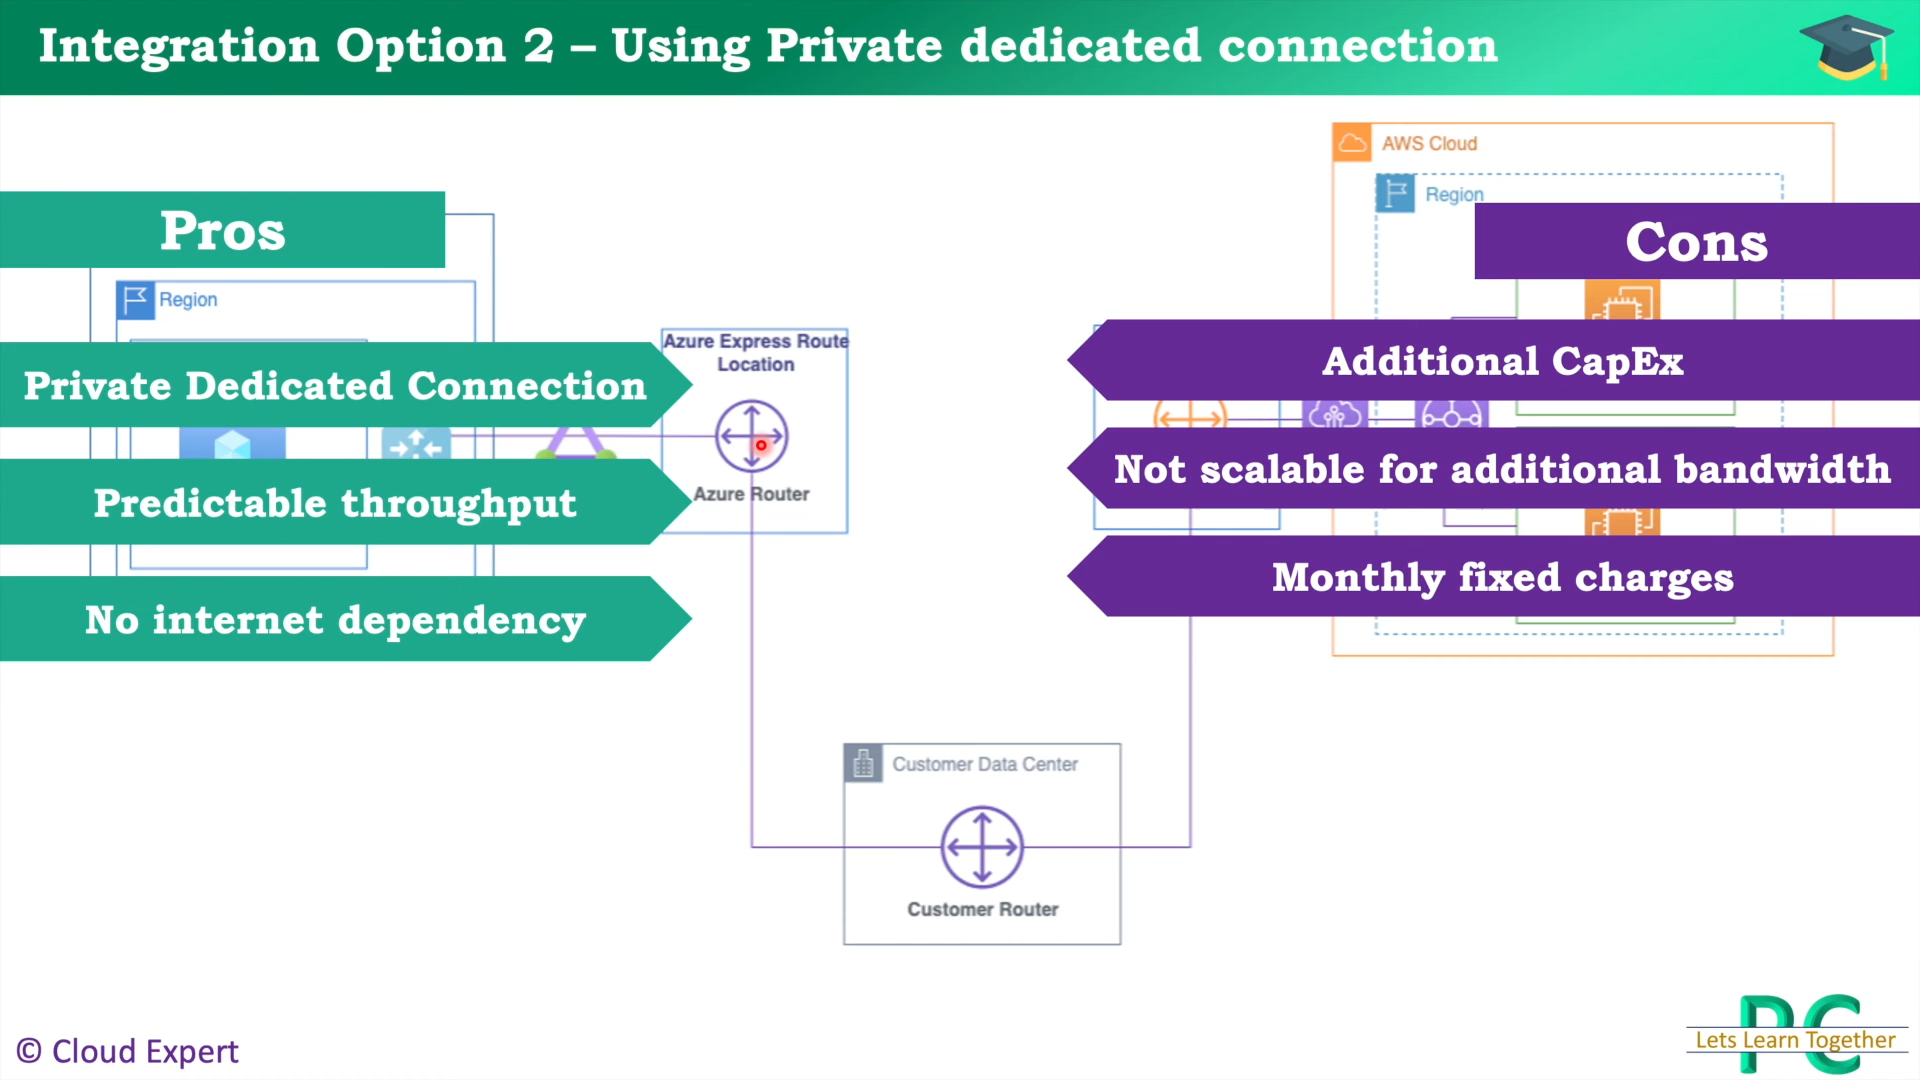 Integration Option 2 – Using Private dedicated connection
AWS Cloud
Region
Pros
Cons
Region
Azure Express Route
Location
Private Dedicated Connection
Additional CapEx
Azure Router
Predictable throughput
Not scalable for additional bandwidth
No internet dependency
Monthly fixed charges
Customer Data Center
Customer Router
© Cloud Expert
PC
Lets Learn Together